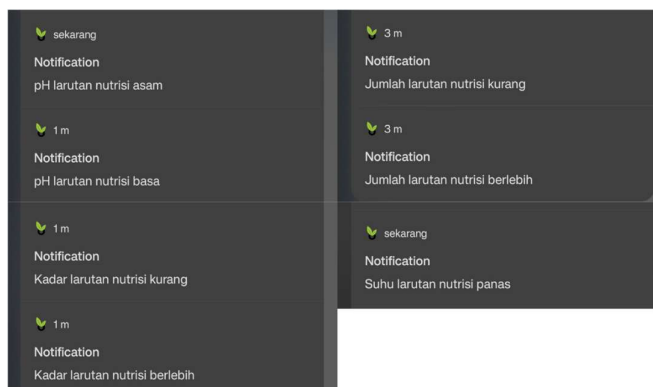 sekarang
Notification
pH larutan nutrisi asam
1 m
Notification
pH larutan nutrisi basa
1 m
Notification
Kadar larutan nutrisi kurang
1 m
Notification
Kadar larutan nutrisi berlebih
3 m
Notification
Jumlah larutan nutrisi kurang
3 m
Notification
Jumlah larutan nutrisi berlebih
sekarang
Notification
Suhu larutan nutrisi panas